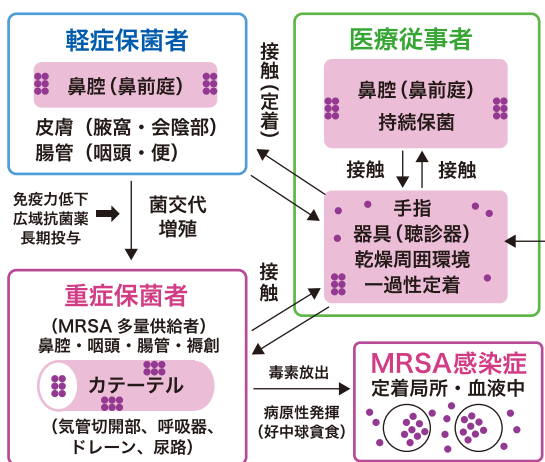 軽症保菌者
鼻腔（鼻前庭）
皮膚（腋窩・会陰部）
腸管（咽頭・便）
接触（定着）
医療従事者
鼻腔（鼻前庭）
持続保菌
接触
接触
手指
器具（聴診器）
乾燥周囲環境
一過性定着
免疫力低下
広域抗菌薬
長期投与
菌交代
増殖
接触
重症保菌者
（MRSA 多量供給者）
鼻腔・咽頭・腸管・褥創
カテーテル
（気管切開部、呼吸器、
ドレーン、尿路）
毒素放出
病原性発揮
（好中球貪食）
MRSA感染症
定着局所・血液中